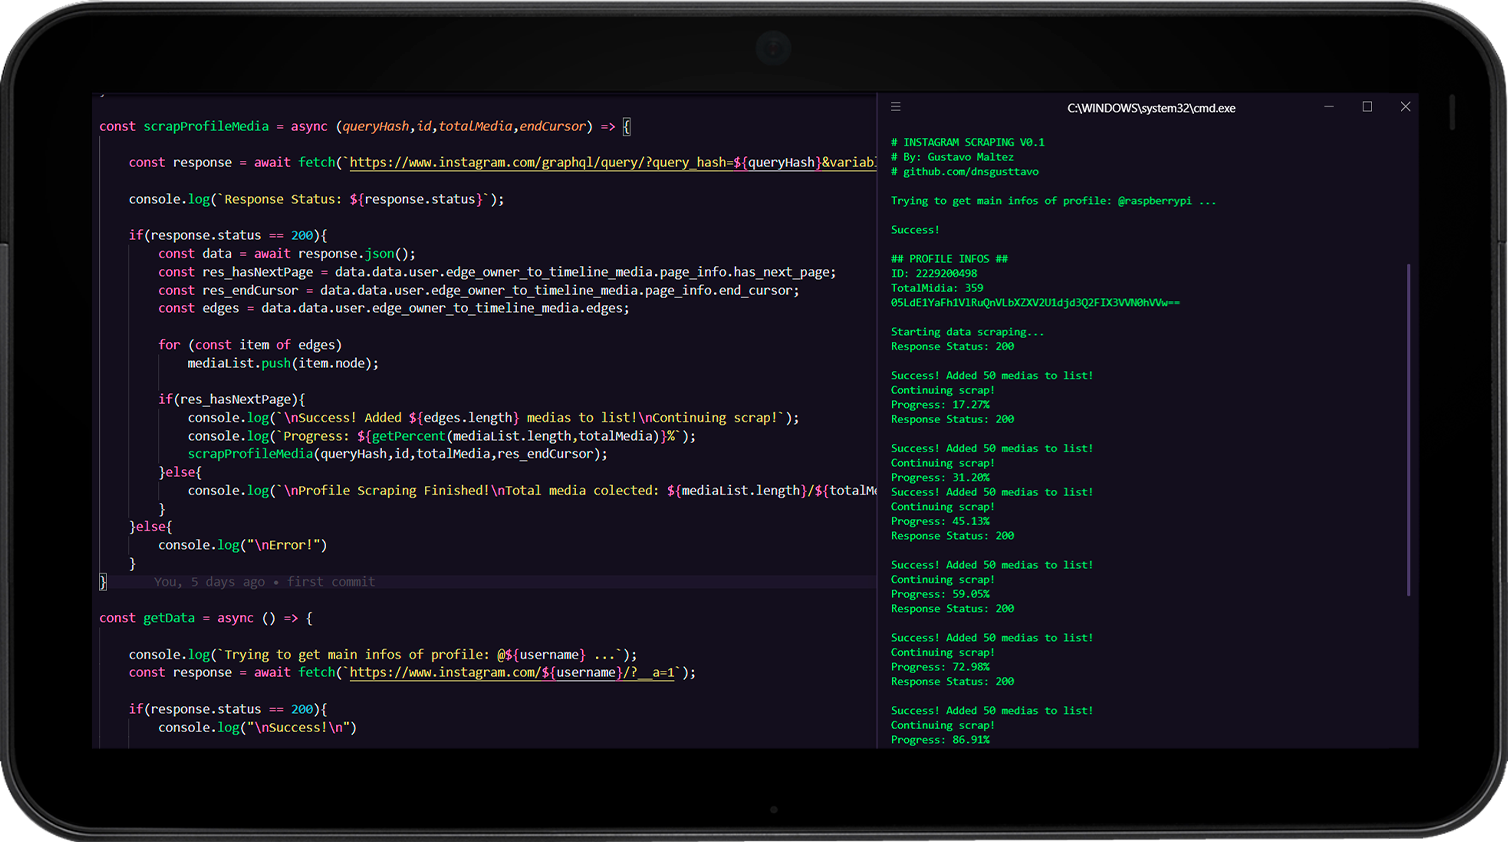 const scrapProfileMedia = async (queryHash,id,totalMedia,endCursor) => {
const response = await fetch(`https://www.instagram.com/graphql/query/?query_hash=${queryHash}&variabl
console.log(`Response Status: ${response.status}`);
if(response.status == 200){
const data = await response.json();
const res_hasNextPage = data.data.user.edge_owner_to_timeline_media.page_info.has_next_page;
const res_endCursor = data.data.user.edge_owner_to_timeline_media.page_info.end_cursor;
const edges = data.data.user.edge_owner_to_timeline_media.edges;
for (const item of edges)
mediaList.push(item.node);
if(res_hasNextPage){
console.log(`\nSuccess! Added ${edges.length} medias to list!\nContinuing scrap!`);
console.log(`Progress: ${getPercent(mediaList.length,totalMedia)}%`);
scrapProfileMedia(queryHash,id,totalMedia,res_endCursor);
}else{
console.log(`\nProfile Scraping Finished!\nTotal media colected: ${mediaList.length}/${totalMe
}
}else{
console.log("\nError!")
}
} You, 5 days ago • first commit
const getData = async () => {
console.log(`Trying to get main infos of profile: @${username} ...`);
const response = await fetch(`https://www.instagram.com/${username}/?__a=1`);
if(response.status == 200){
console.log("\nSuccess!\n")
C:\WINDOWS\system32\cmd.exe
# INSTAGRAM SCRAPING V0.1
# By: Gustavo Maltez
# github.com/dnsgusttavo
Trying to get main infos of profile: @raspberrypi ...
Success!
## PROFILE INFOS ##
ID: 2229200498
TotalMidia: 359
05LdE1YaFh1VlRuQnVLbXZXV2U1djd3Q2FIX3VVN0hVVw==
Starting data scraping...
Response Status: 200
Success! Added 50 medias to list!
Continuing scrap!
Progress: 17.27%
Response Status: 200
Success! Added 50 medias to list!
Continuing scrap!
Progress: 31.20%
Success! Added 50 medias to list!
Continuing scrap!
Progress: 45.13%
Response Status: 200
Success! Added 50 medias to list!
Continuing scrap!
Progress: 59.05%
Response Status: 200
Success! Added 50 medias to list!
Continuing scrap!
Progress: 72.98%
Response Status: 200
Success! Added 50 medias to list!
Continuing scrap!
Progress: 86.91%